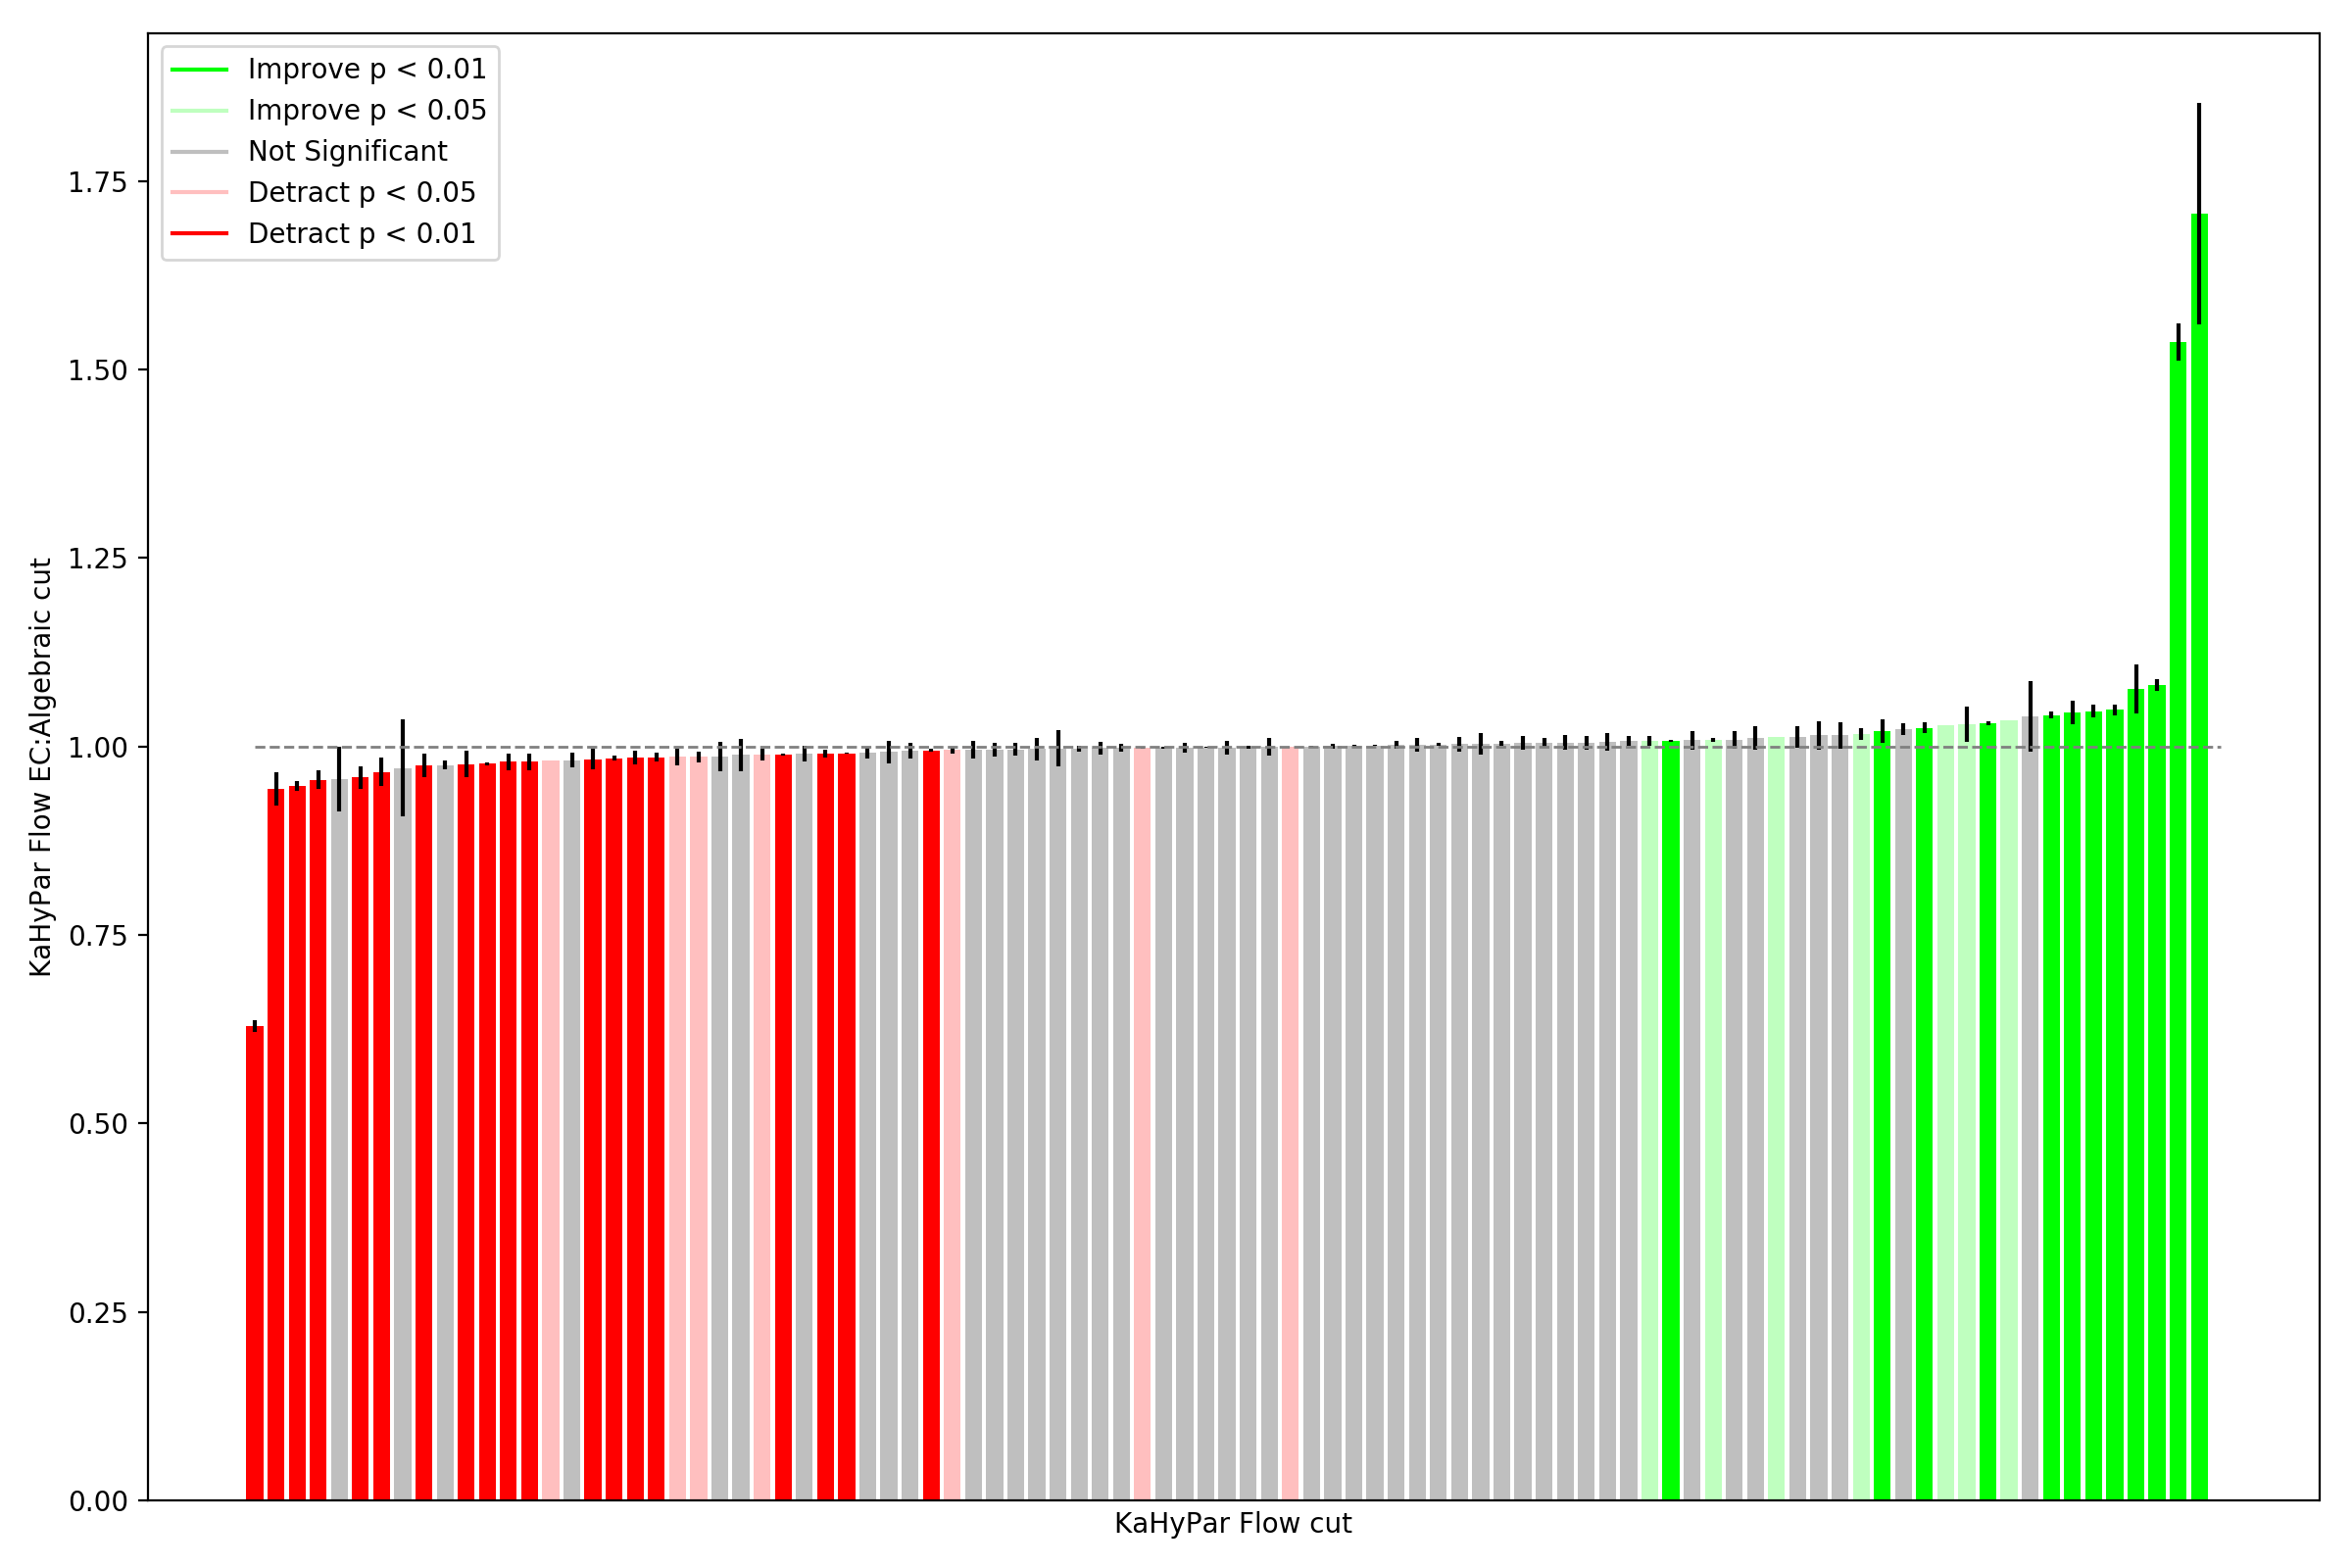 Improve p < 0.01
Improve p < 0.05
Not Significant
Detract p < 0.05
Detract p < 0.01
1.75
1.50
1.25
1.00
0.75
0.50
0.25
0.00
KaHyPar Flow EC:Algebraic cut
KaHyPar Flow cut